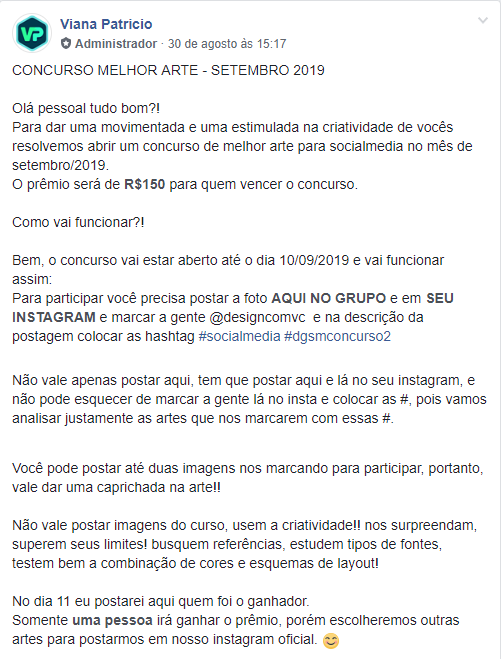 VP
Viana Patricio
Administrador · 30 de agosto às 15:17
CONCURSO MELHOR ARTE - SETEMBRO 2019
Olá pessoal tudo bom?!
Para dar uma movimentada e uma estimulada na criatividade de vocês
resolvemos abrir um concurso de melhor arte para socialmedia no mês de
setembro/2019.
O prêmio será de R$150 para quem vencer o concurso.
Como vai funcionar?!
Bem, o concurso vai estar aberto até o dia 10/09/2019 e vai funcionar
assim:
Para participar você precisa postar a foto AQUI NO GRUPO e em SEU
INSTAGRAM e marcar a gente @designcomvc e na descrição da
postagem colocar as hashtag #socialmedia #dgsmconcurso2
Não vale apenas postar aqui, tem que postar aqui e lá no seu instagram, e
não pode esquecer de marcar a gente lá no insta e colocar as #, pois vamos
analisar justamente as artes que nos marcarem com essas #.
Você pode postar até duas imagens nos marcando para participar, portanto,
vale dar uma caprichada na arte!!
Não vale postar imagens do curso, usem a criatividade!! nos surpreendam,
superem seus limites! busquem referências, estudem tipos de fontes,
testem bem a combinação de cores e esquemas de layout!
No dia 11 eu postarei aqui quem foi o ganhador.
Somente uma pessoa irá ganhar o prêmio, porém escolheremos outras
artes para postarmos em nosso instagram oficial. 😊